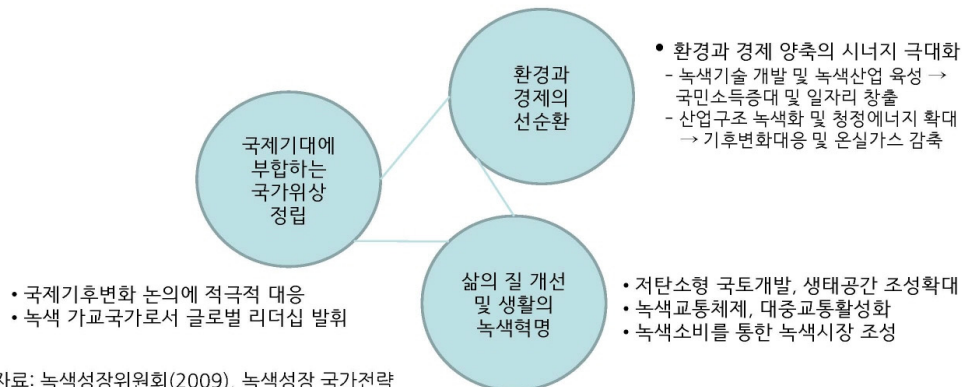 환경과
경제의
선순환
• 환경과 경제 양축의 시너지 극대화
- 녹색기술 개발 및 녹색산업 육성 →
국민소득증대 및 일자리 창출
- 산업구조 녹색화 및 청정에너지 확대
→ 기후변화대응 및 온실가스 감축
국제기대에
부합하는
국가위상
정립
• 국제기후변화 논의에 적극적 대응
• 녹색 가교국가로서 글로벌 리더십 발휘
삶의 질 개선
및 생활의
녹색혁명
• 저탄소형 국토개발, 생태공간 조성확대
• 녹색교통체제, 대중교통활성화
• 녹색소비를 통한 녹색시장 조성
자료: 녹색성장위원회(2009), 녹색성장 국가전략